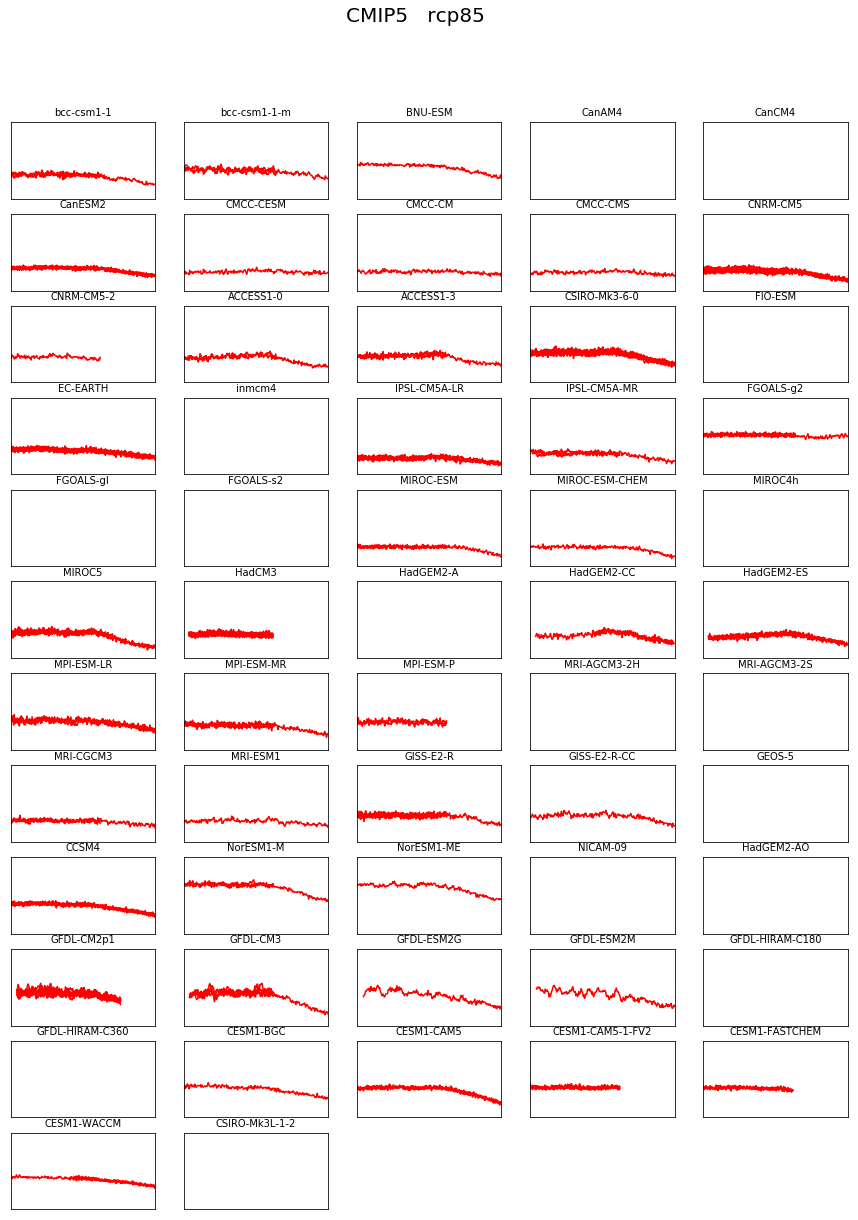 CMIP5 rcp85
bcc-csm1-1 bcc-csm1-1-m BNU-ESM CanAM4 CanCM4
CanESM2 CMCC-CESM CMCC-CM CMCC-CMS CNRM-CM5
CNRM-CM5-2 ACCESS1-0 ACCESS1-3 CSIRO-Mk3-6-0 FIO-ESM
EC-EARTH inmcm4 IPSL-CM5A-LR IPSL-CM5A-MR FGOALS-g2
FGOALS-gl FGOALS-s2 MIROC-ESM MIROC-ESM-CHEM MIROC4h
MIROC5 HadCM3 HadGEM2-A HadGEM2-CC HadGEM2-ES
MPI-ESM-LR MPI-ESM-MR MPI-ESM-P MRI-AGCM3-2H MRI-AGCM3-2S
MRI-CGCM3 MRI-ESM1 GISS-E2-R GISS-E2-R-CC GEOS-5
CCSM4 NorESM1-M NorESM1-ME NICAM-09 HadGEM2-AO
GFDL-CM2p1 GFDL-CM3 GFDL-ESM2G GFDL-ESM2M GFDL-HIRAM-C180
GFDL-HIRAM-C360 CESM1-BGC CESM1-CAM5 CESM1-CAM5-1-FV2 CESM1-FASTCHEM
CESM1-WACCM CSIRO-Mk3L-1-2